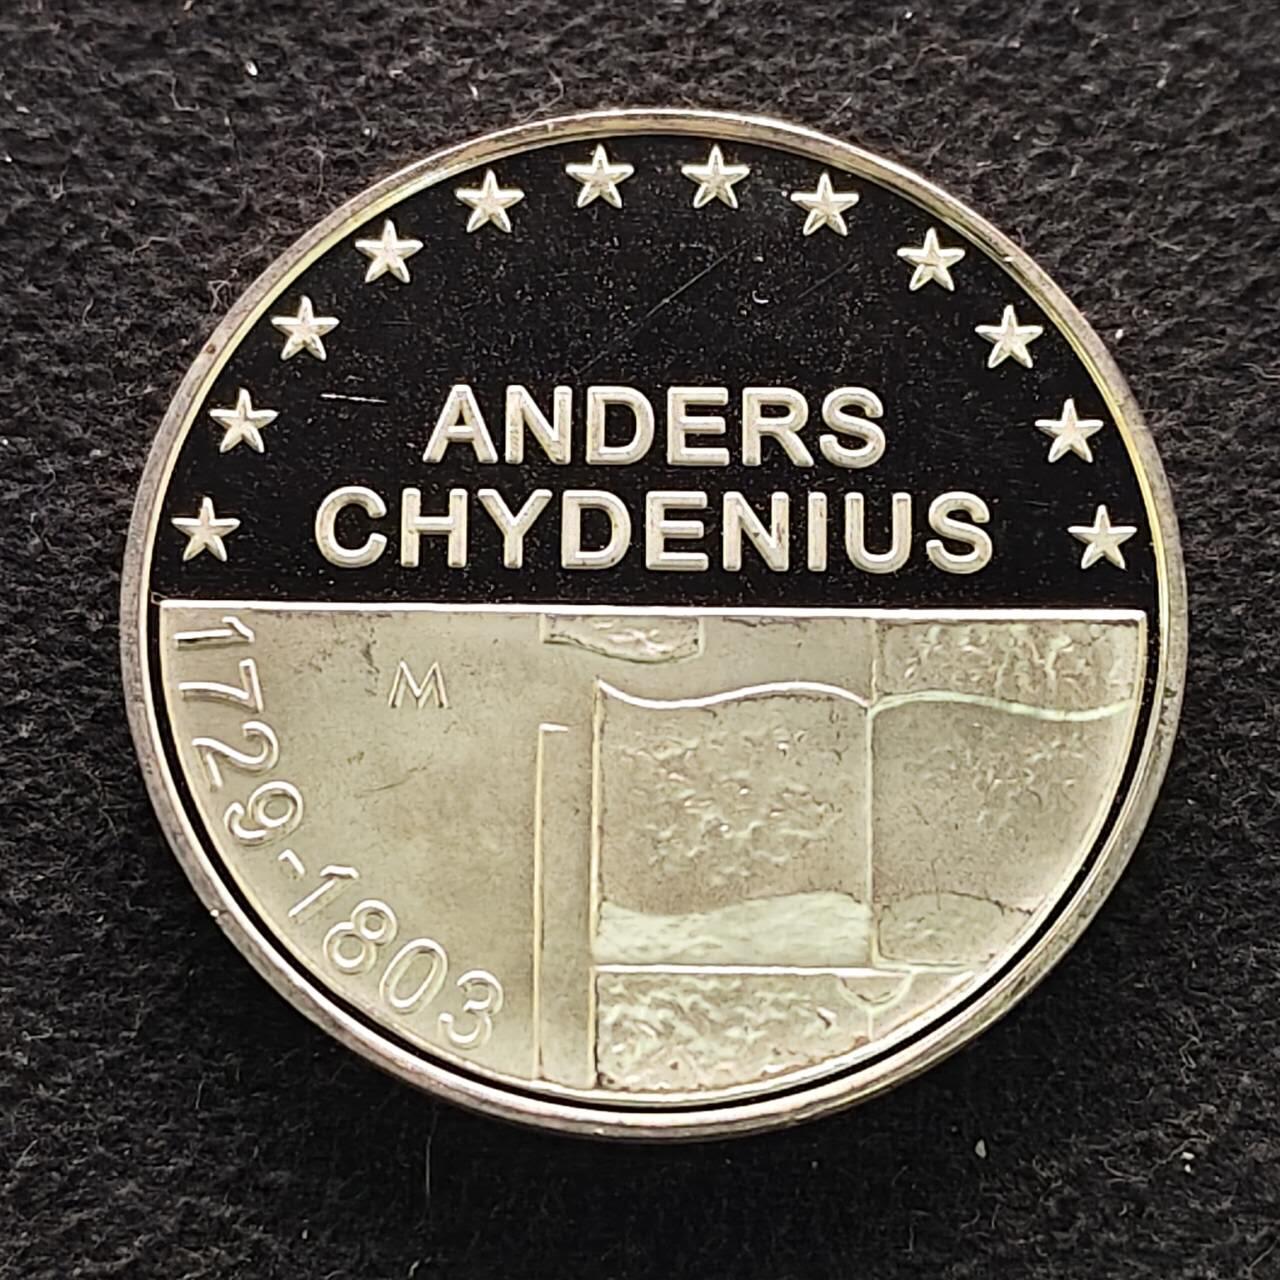 ANDERS
CHYDENIUS
M
1729-1803